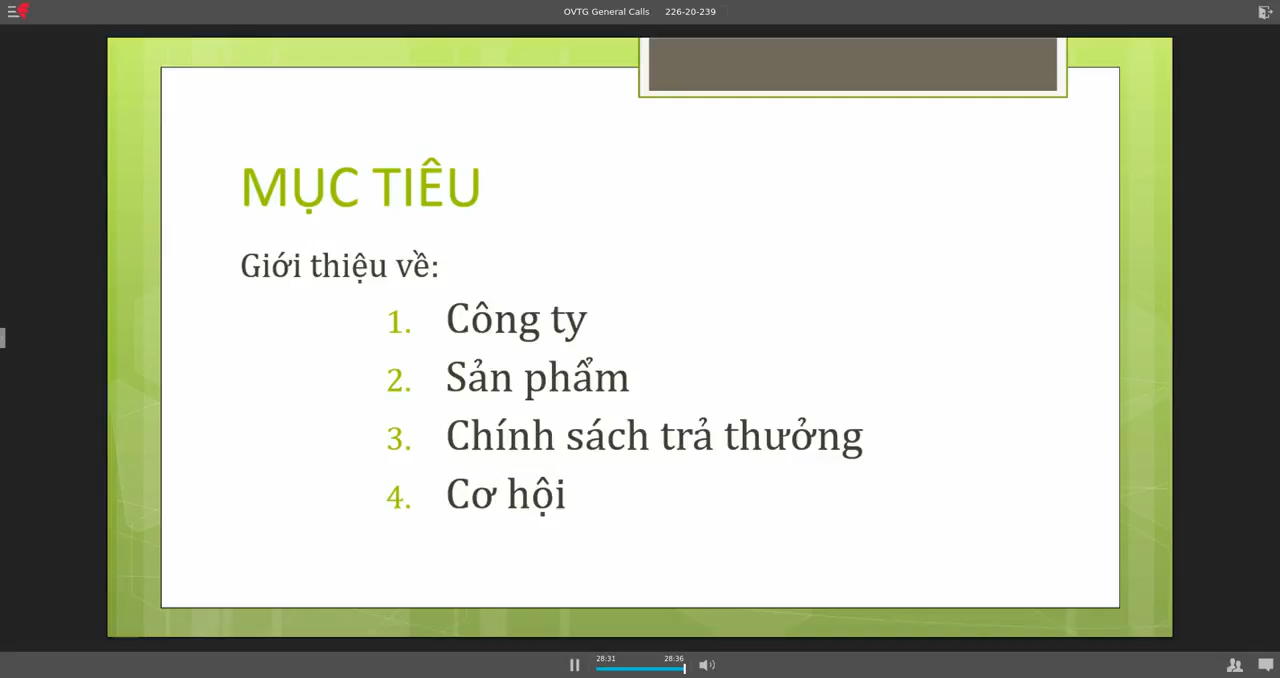 OVTG General Calls 226-20-239
MỤC TIÊU
Giới thiệu về:
1. Công ty
2. Sản phẩm
3. Chính sách trả thưởng
4. Cơ hội
28:31 28:36